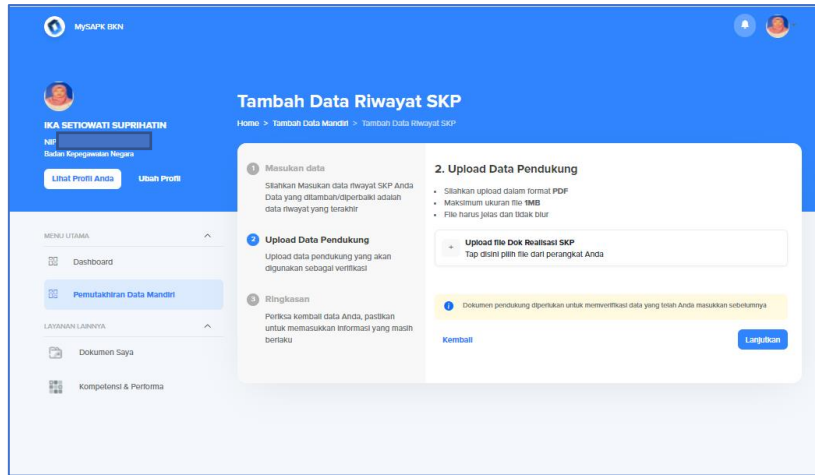 MySAPK BKN
IKA SETIOWATI SUPRIHATIN
NIP
Badan Kepegawaian Negara
Lihat Profil Anda
Ubah Profil
MENU UTAMA
Dashboard
Pemutakhiran Data Mandiri
LAYANAN LAINNYA
Dokumen Saya
Kompetensi & Performa
Tambah Data Riwayat SKP
Home > Tambah Data Mandiri > Tambah Data Riwayat SKP
1 Masukan data
Silahkan Masukan data riwayat SKP Anda
Data yang ditambah/diperbaiki adalah
data riwayat yang terakhir
2 Upload Data Pendukung
Upload data pendukung yang akan
digunakan sebagai verifikasi
3 Ringkasan
Periksa kembali data Anda, pastikan
untuk memasukkan informasi yang masih
berlaku
2. Upload Data Pendukung
• Silahkan upload dalam format PDF
• Maksimum ukuran file 1MB
• File harus jelas dan tidak blur
+ Upload file Dok Realisasi SKP
Tap disini pilih file dari perangkat Anda
Dokumen pendukung diperlukan untuk memverifikasi data yang telah Anda masukkan sebelumnya
Kembali
Lanjutkan